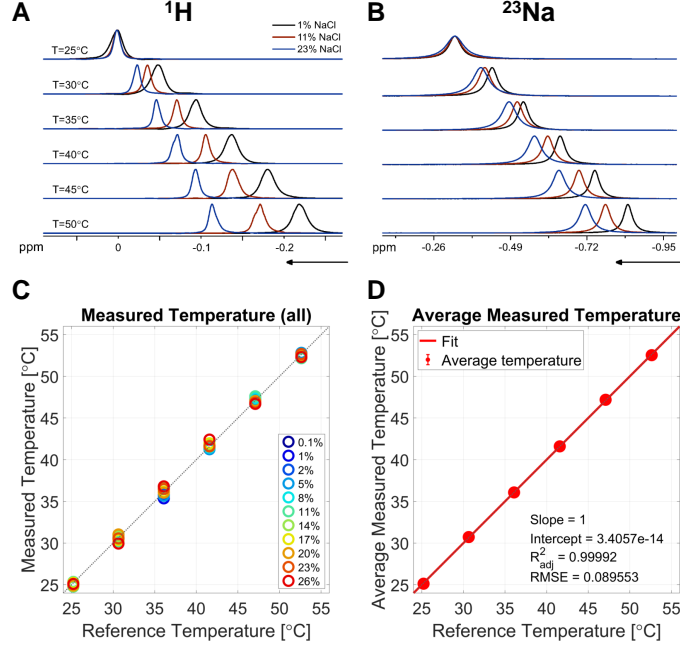 A
¹H
1% NaCl
11% NaCl
23% NaCl
T=25°C
T=30°C
T=35°C
T=40°C
T=45°C
T=50°C
ppm 0 -0.1 -0.2
B
²³Na
-0.26 -0.49 -0.72 -0.95
ppm
C
Measured Temperature (all)
Measured Temperature [°C]
55
50
45
40
35
30
25
0.1%
1%
2%
5%
8%
11%
14%
17%
20%
23%
26%
25 30 35 40 45 50 55
Reference Temperature [°C]
D
Average Measured Temperature
Average Measured Temperature [°C]
55
50
45
40
35
30
25
Fit
Average temperature
Slope = 1
Intercept = 3.4057e-14
R²adj = 0.99992
RMSE = 0.089553
25 30 35 40 45 50 55
Reference Temperature [°C]